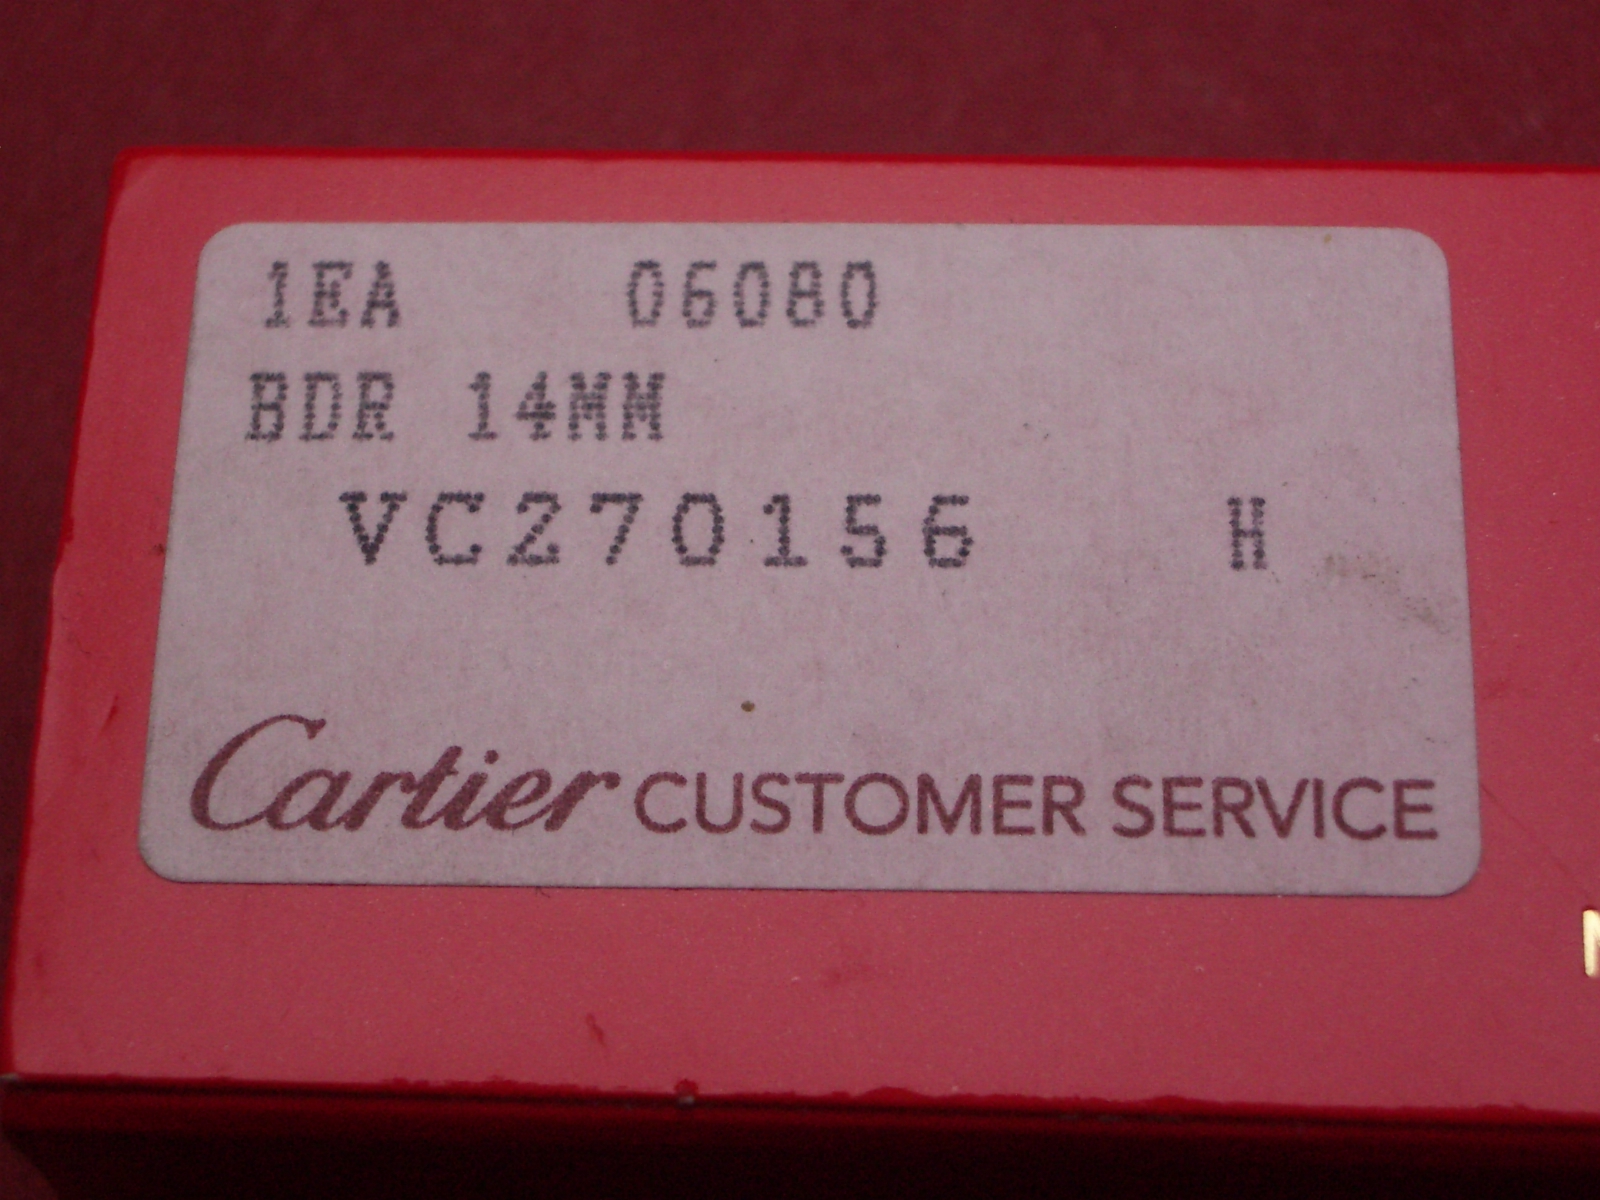 1EA 06080
BDR 14MM
VC270156 H
Cartier CUSTOMER SERVICE